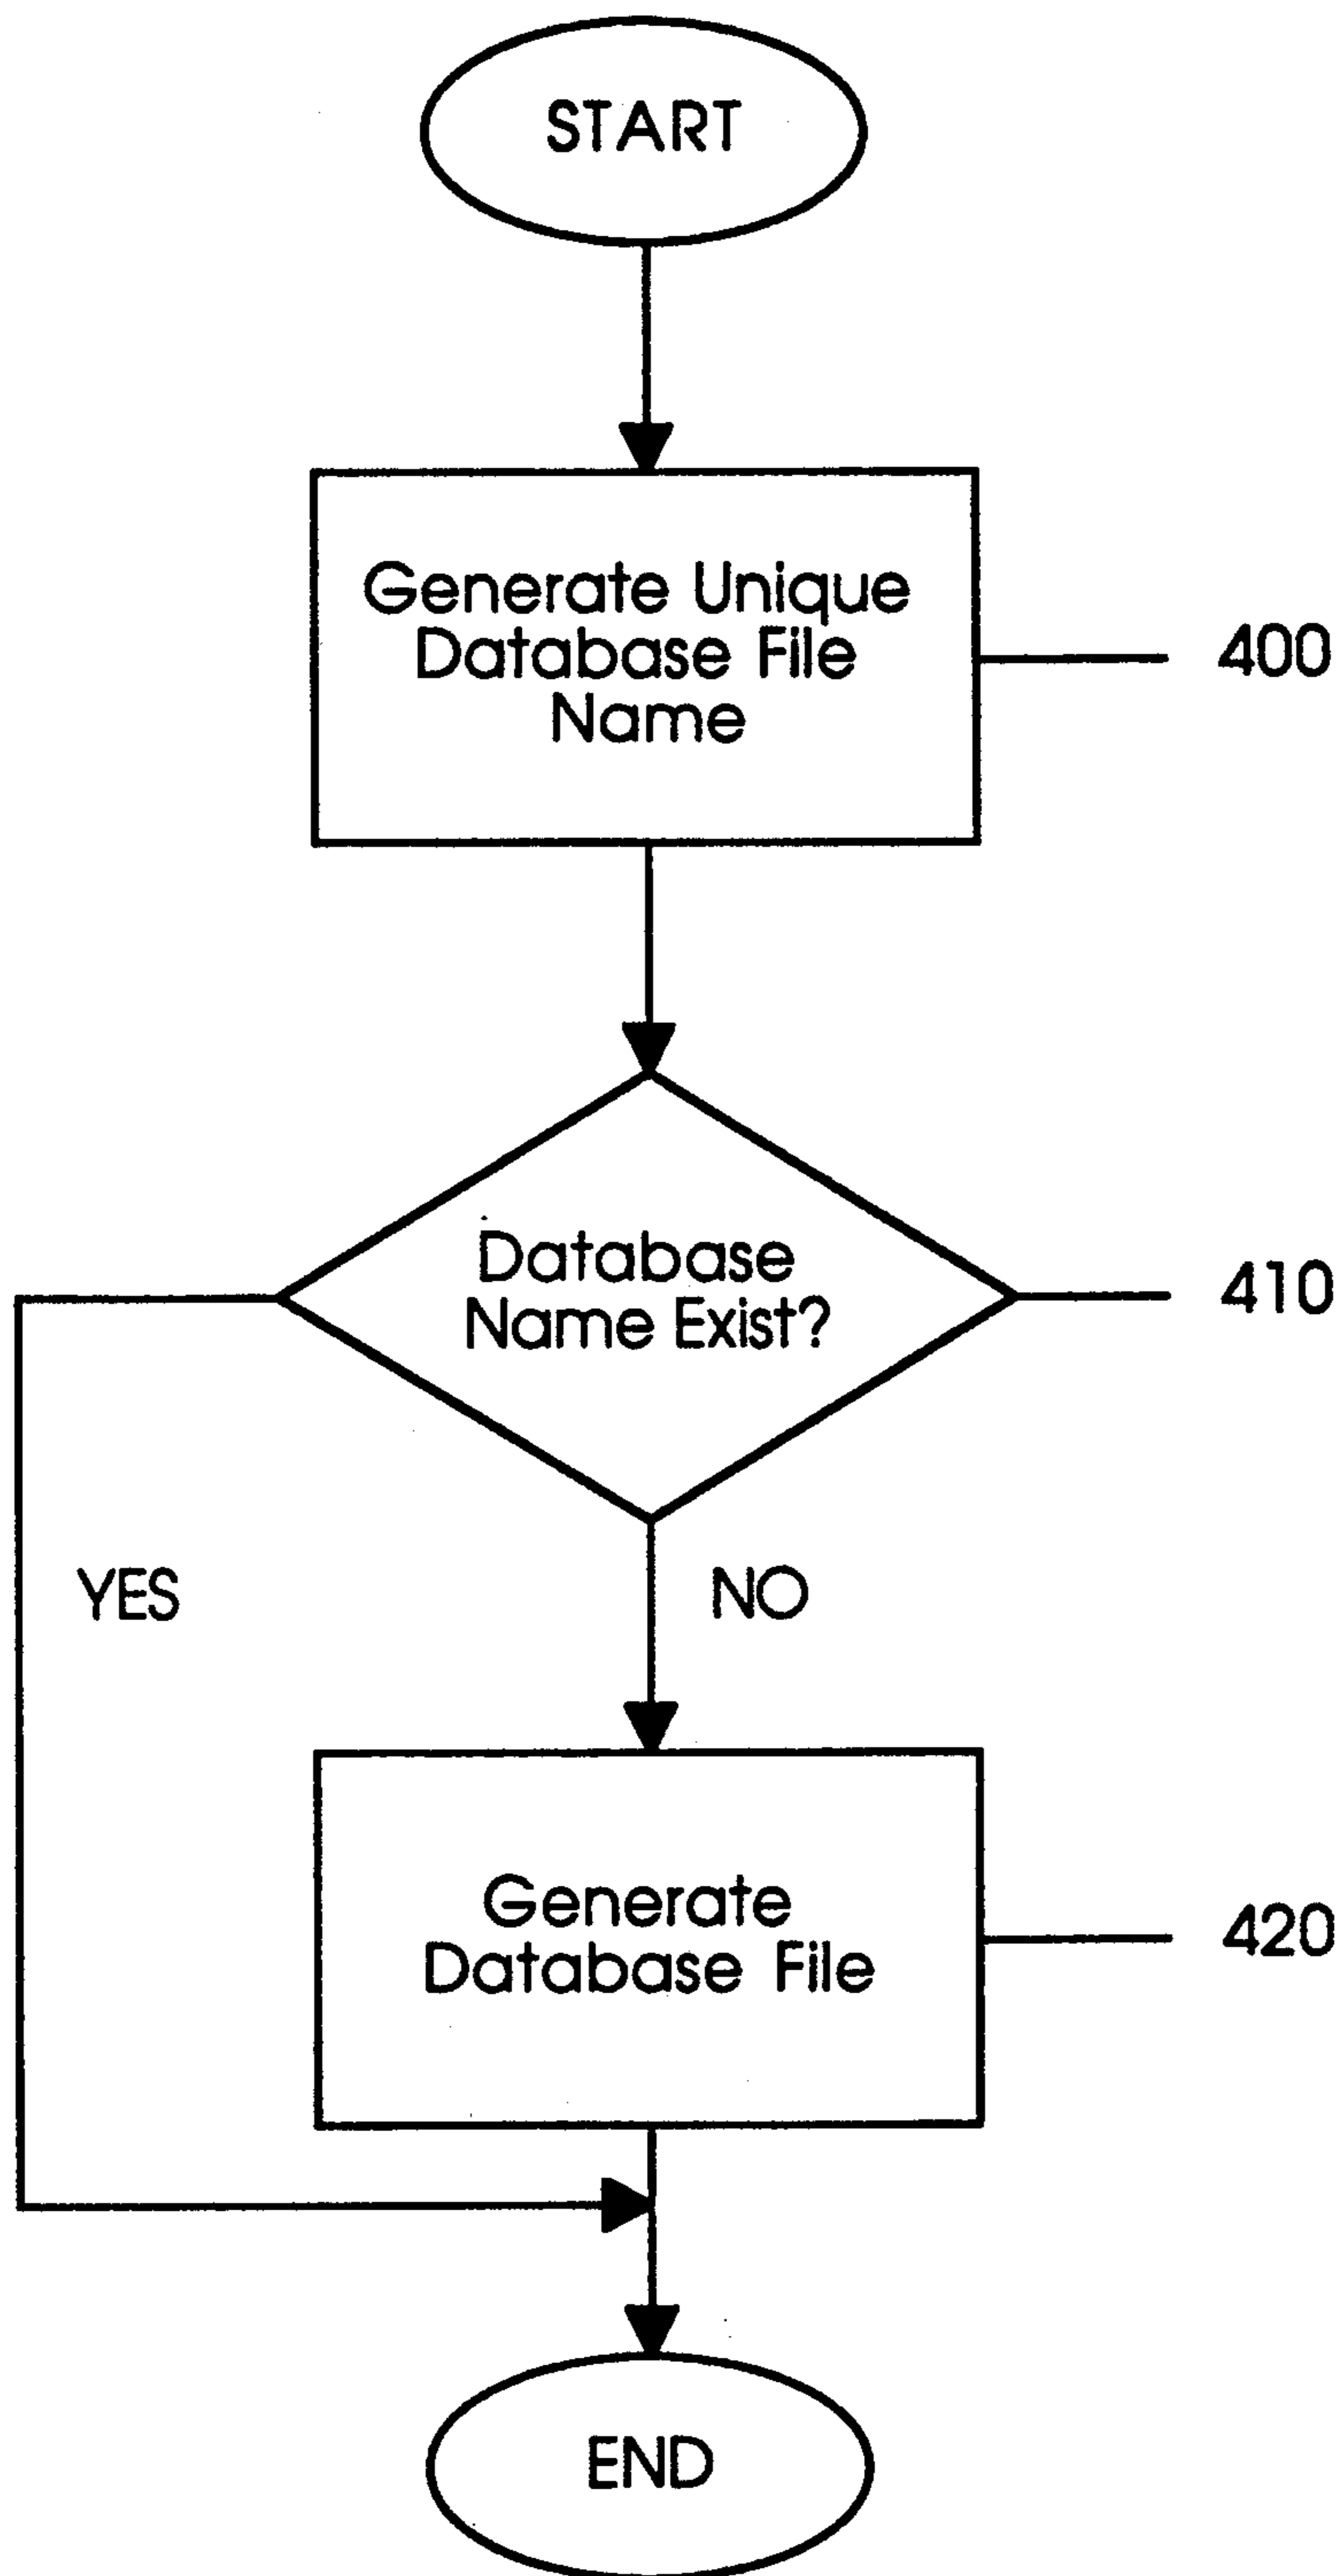 START
Generate Unique
Database File
Name
400
Database
Name Exist?
410
YES
NO
Generate
Database File
420
END